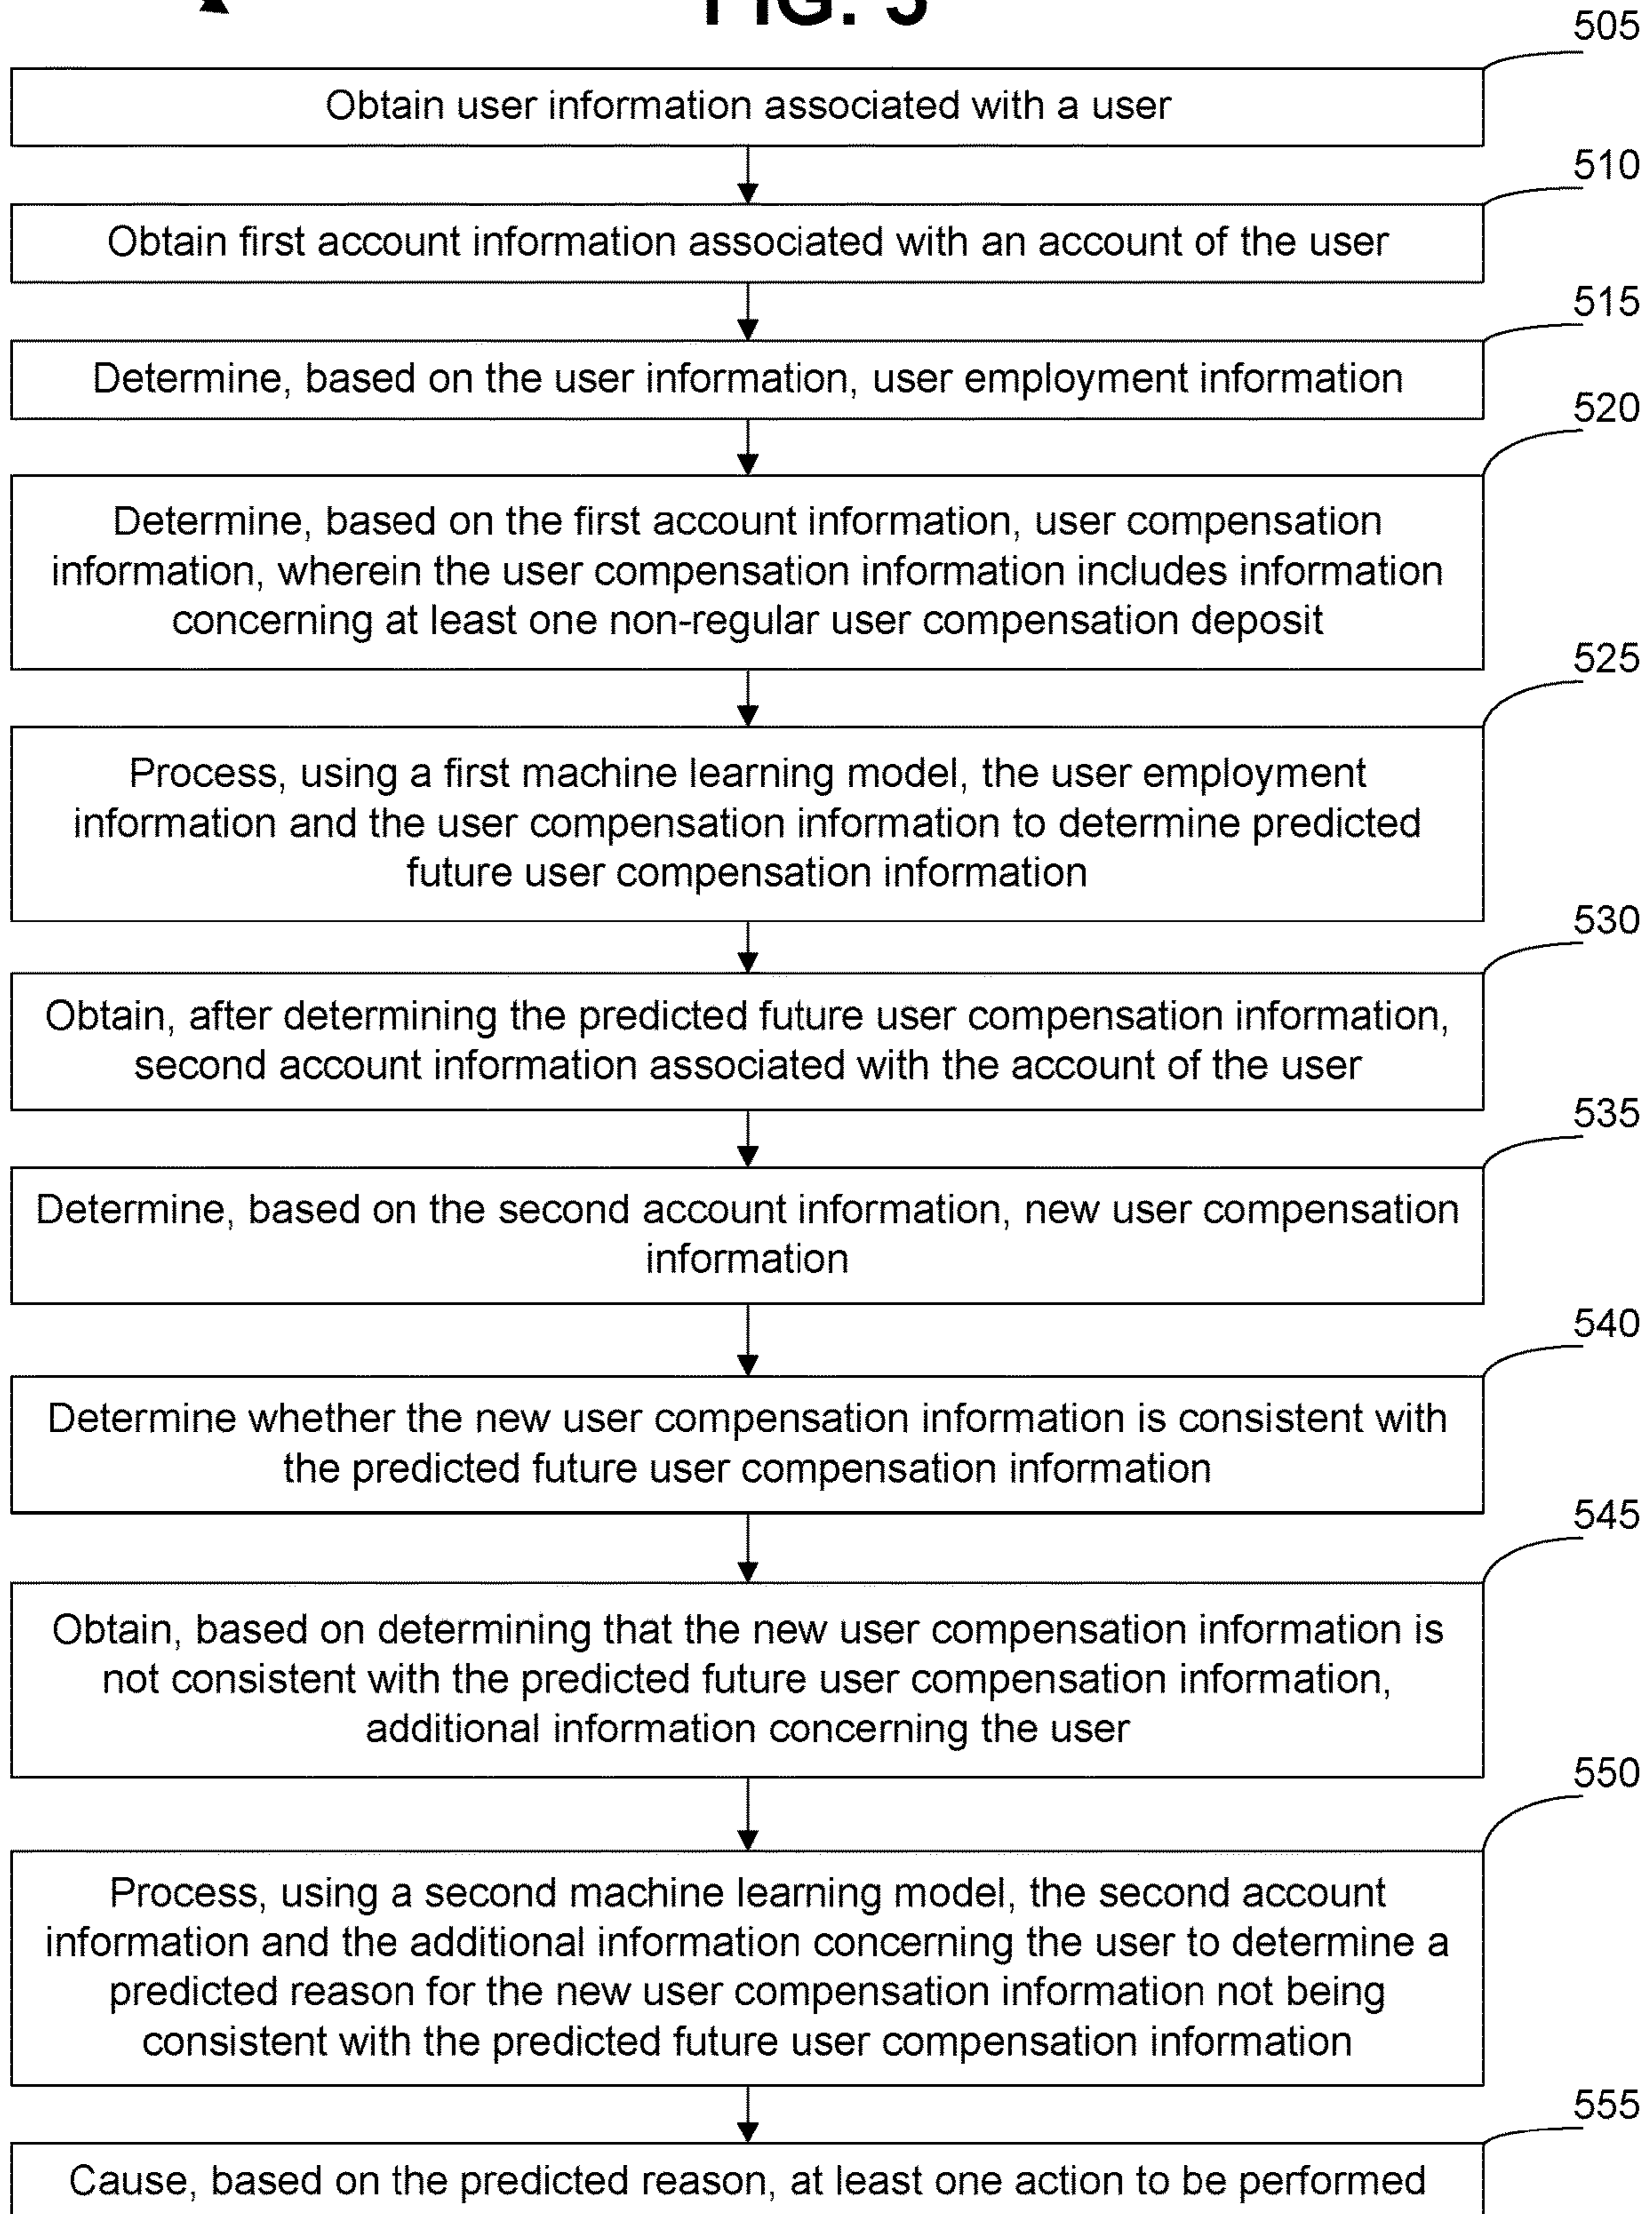 FIG. 5
505
Obtain user information associated with a user
510
Obtain first account information associated with an account of the user
515
Determine, based on the user information, user employment information
520
Determine, based on the first account information, user compensation
information, wherein the user compensation information includes information
concerning at least one non-regular user compensation deposit
525
Process, using a first machine learning model, the user employment
information and the user compensation information to determine predicted
future user compensation information
530
Obtain, after determining the predicted future user compensation information,
second account information associated with the account of the user
535
Determine, based on the second account information, new user compensation
information
540
Determine whether the new user compensation information is consistent with
the predicted future user compensation information
545
Obtain, based on determining that the new user compensation information is
not consistent with the predicted future user compensation information,
additional information concerning the user
550
Process, using a second machine learning model, the second account
information and the additional information concerning the user to determine a
predicted reason for the new user compensation information not being
consistent with the predicted future user compensation information
555
Cause, based on the predicted reason, at least one action to be performed